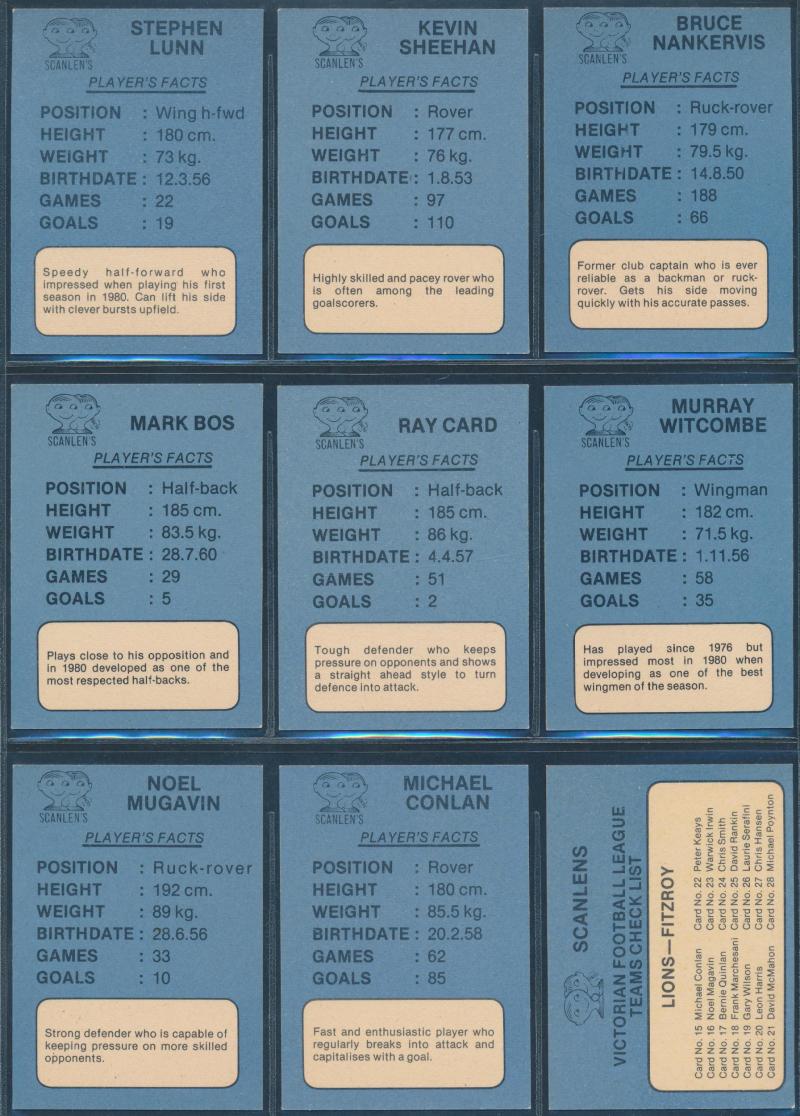 STEPHEN
LUNN
SCANLEN'S
PLAYER'S FACTS
POSITION : Wing h-fwd
HEIGHT : 180 cm.
WEIGHT : 73 kg.
BIRTHDATE : 12.3.56
GAMES : 22
GOALS : 19
Speedy half-forward who
impressed when playing his first
season in 1980. Can lift his side
with clever bursts upfield.
KEVIN
SHEEHAN
SCANLEN'S
PLAYER'S FACTS
POSITION : Rover
HEIGHT : 177 cm.
WEIGHT : 76 kg.
BIRTHDATE : 1.8.53
GAMES : 97
GOALS : 110
Highly skilled and pacey rover who
is often among the leading
goalscorers.
BRUCE
NANKERVIS
SCANLEN'S
PLAYER'S FACTS
POSITION : Ruck-rover
HEIGHT : 179 cm.
WEIGHT : 79.5 kg.
BIRTHDATE : 14.8.50
GAMES : 188
GOALS : 66
Former club captain who is ever
reliable as a backman or ruck-
rover. Gets his side moving
quickly with his accurate passes.
MARK BOS
SCANLEN'S
PLAYER'S FACTS
POSITION : Half-back
HEIGHT : 185 cm.
WEIGHT : 83.5 kg.
BIRTHDATE : 28.7.60
GAMES : 29
GOALS : 5
Plays close to his opposition and
in 1980 developed as one of the
most respected half-backs.
RAY CARD
SCANLEN'S
PLAYER'S FACTS
POSITION : Half-back
HEIGHT : 185 cm.
WEIGHT : 86 kg.
BIRTHDATE : 4.4.57
GAMES : 51
GOALS : 2
Tough defender who keeps
pressure on opponents and shows
a straight ahead style to turn
defence into attack.
MURRAY
WITCOMBE
SCANLEN'S
PLAYER'S FACTS
POSITION : Wingman
HEIGHT : 182 cm.
WEIGHT : 71.5 kg.
BIRTHDATE : 1.11.56
GAMES : 58
GOALS : 35
Has played since 1976 but
impressed most in 1980 when
developing as one of the best
wingmen of the season.
NOEL
MUGAVIN
SCANLEN'S
PLAYER'S FACTS
POSITION : Ruck-rover
HEIGHT : 192 cm.
WEIGHT : 89 kg.
BIRTHDATE : 28.6.56
GAMES : 33
GOALS : 10
Strong defender who is capable of
keeping pressure on more skilled
opponents.
MICHAEL
CONLAN
SCANLEN'S
PLAYER'S FACTS
POSITION : Rover
HEIGHT : 180 cm.
WEIGHT : 85.5 kg.
BIRTHDATE : 20.2.58
GAMES : 62
GOALS : 85
Fast and enthusiastic player who
regularly breaks into attack and
capitalises with a goal.
SCANLENS
VICTORIAN FOOTBALL LEAGUE
TEAMS CHECK LIST
LIONS—FITZROY
Card No. 15 Michael Conlan
Card No. 16 Noel Magavin
Card No. 17 Bernie Quinlan
Card No. 18 Frank Marchesani
Card No. 19 Gary Wilson
Card No. 20 Leon Harris
Card No. 21 David McMahon
Card No. 22 Peter Keays
Card No. 23 Warwick Irwin
Card No. 24 Chris Smith
Card No. 25 David Rankin
Card No. 26 Laurie Serafini
Card No. 27 Chris Hansen
Card No. 28 Michael Poynton